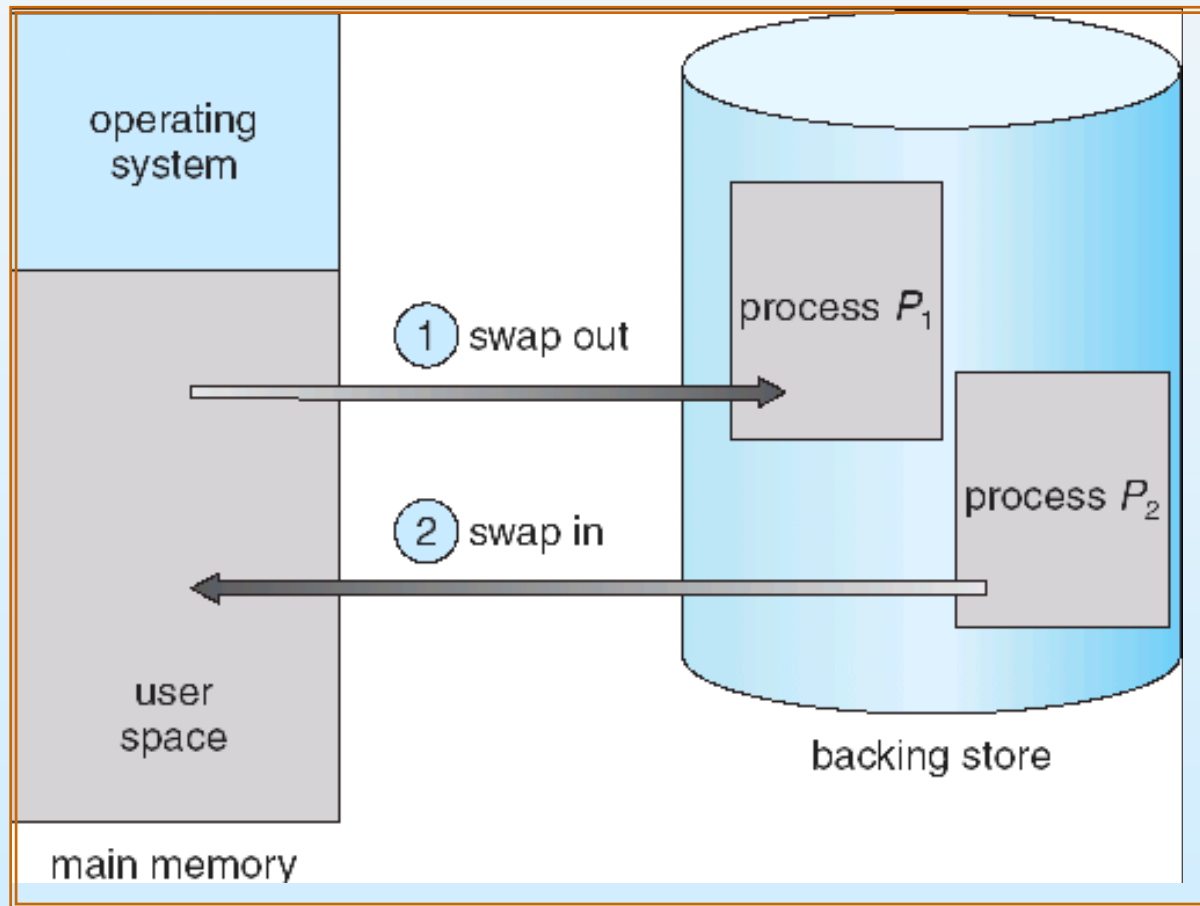 operating
system
process P₁
1 swap out
process P₂
2 swap in
user
space
backing store
main memory